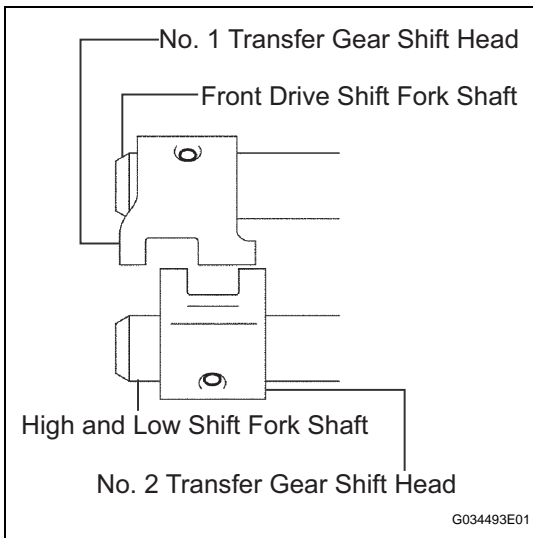 No. 1 Transfer Gear Shift Head
Front Drive Shift Fork Shaft
High and Low Shift Fork Shaft
No. 2 Transfer Gear Shift Head
G034493E01